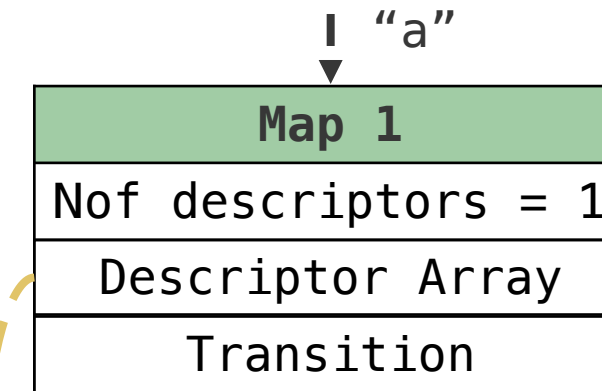 “a”
Map 1
Nof descriptors = 1
Descriptor Array
Transition